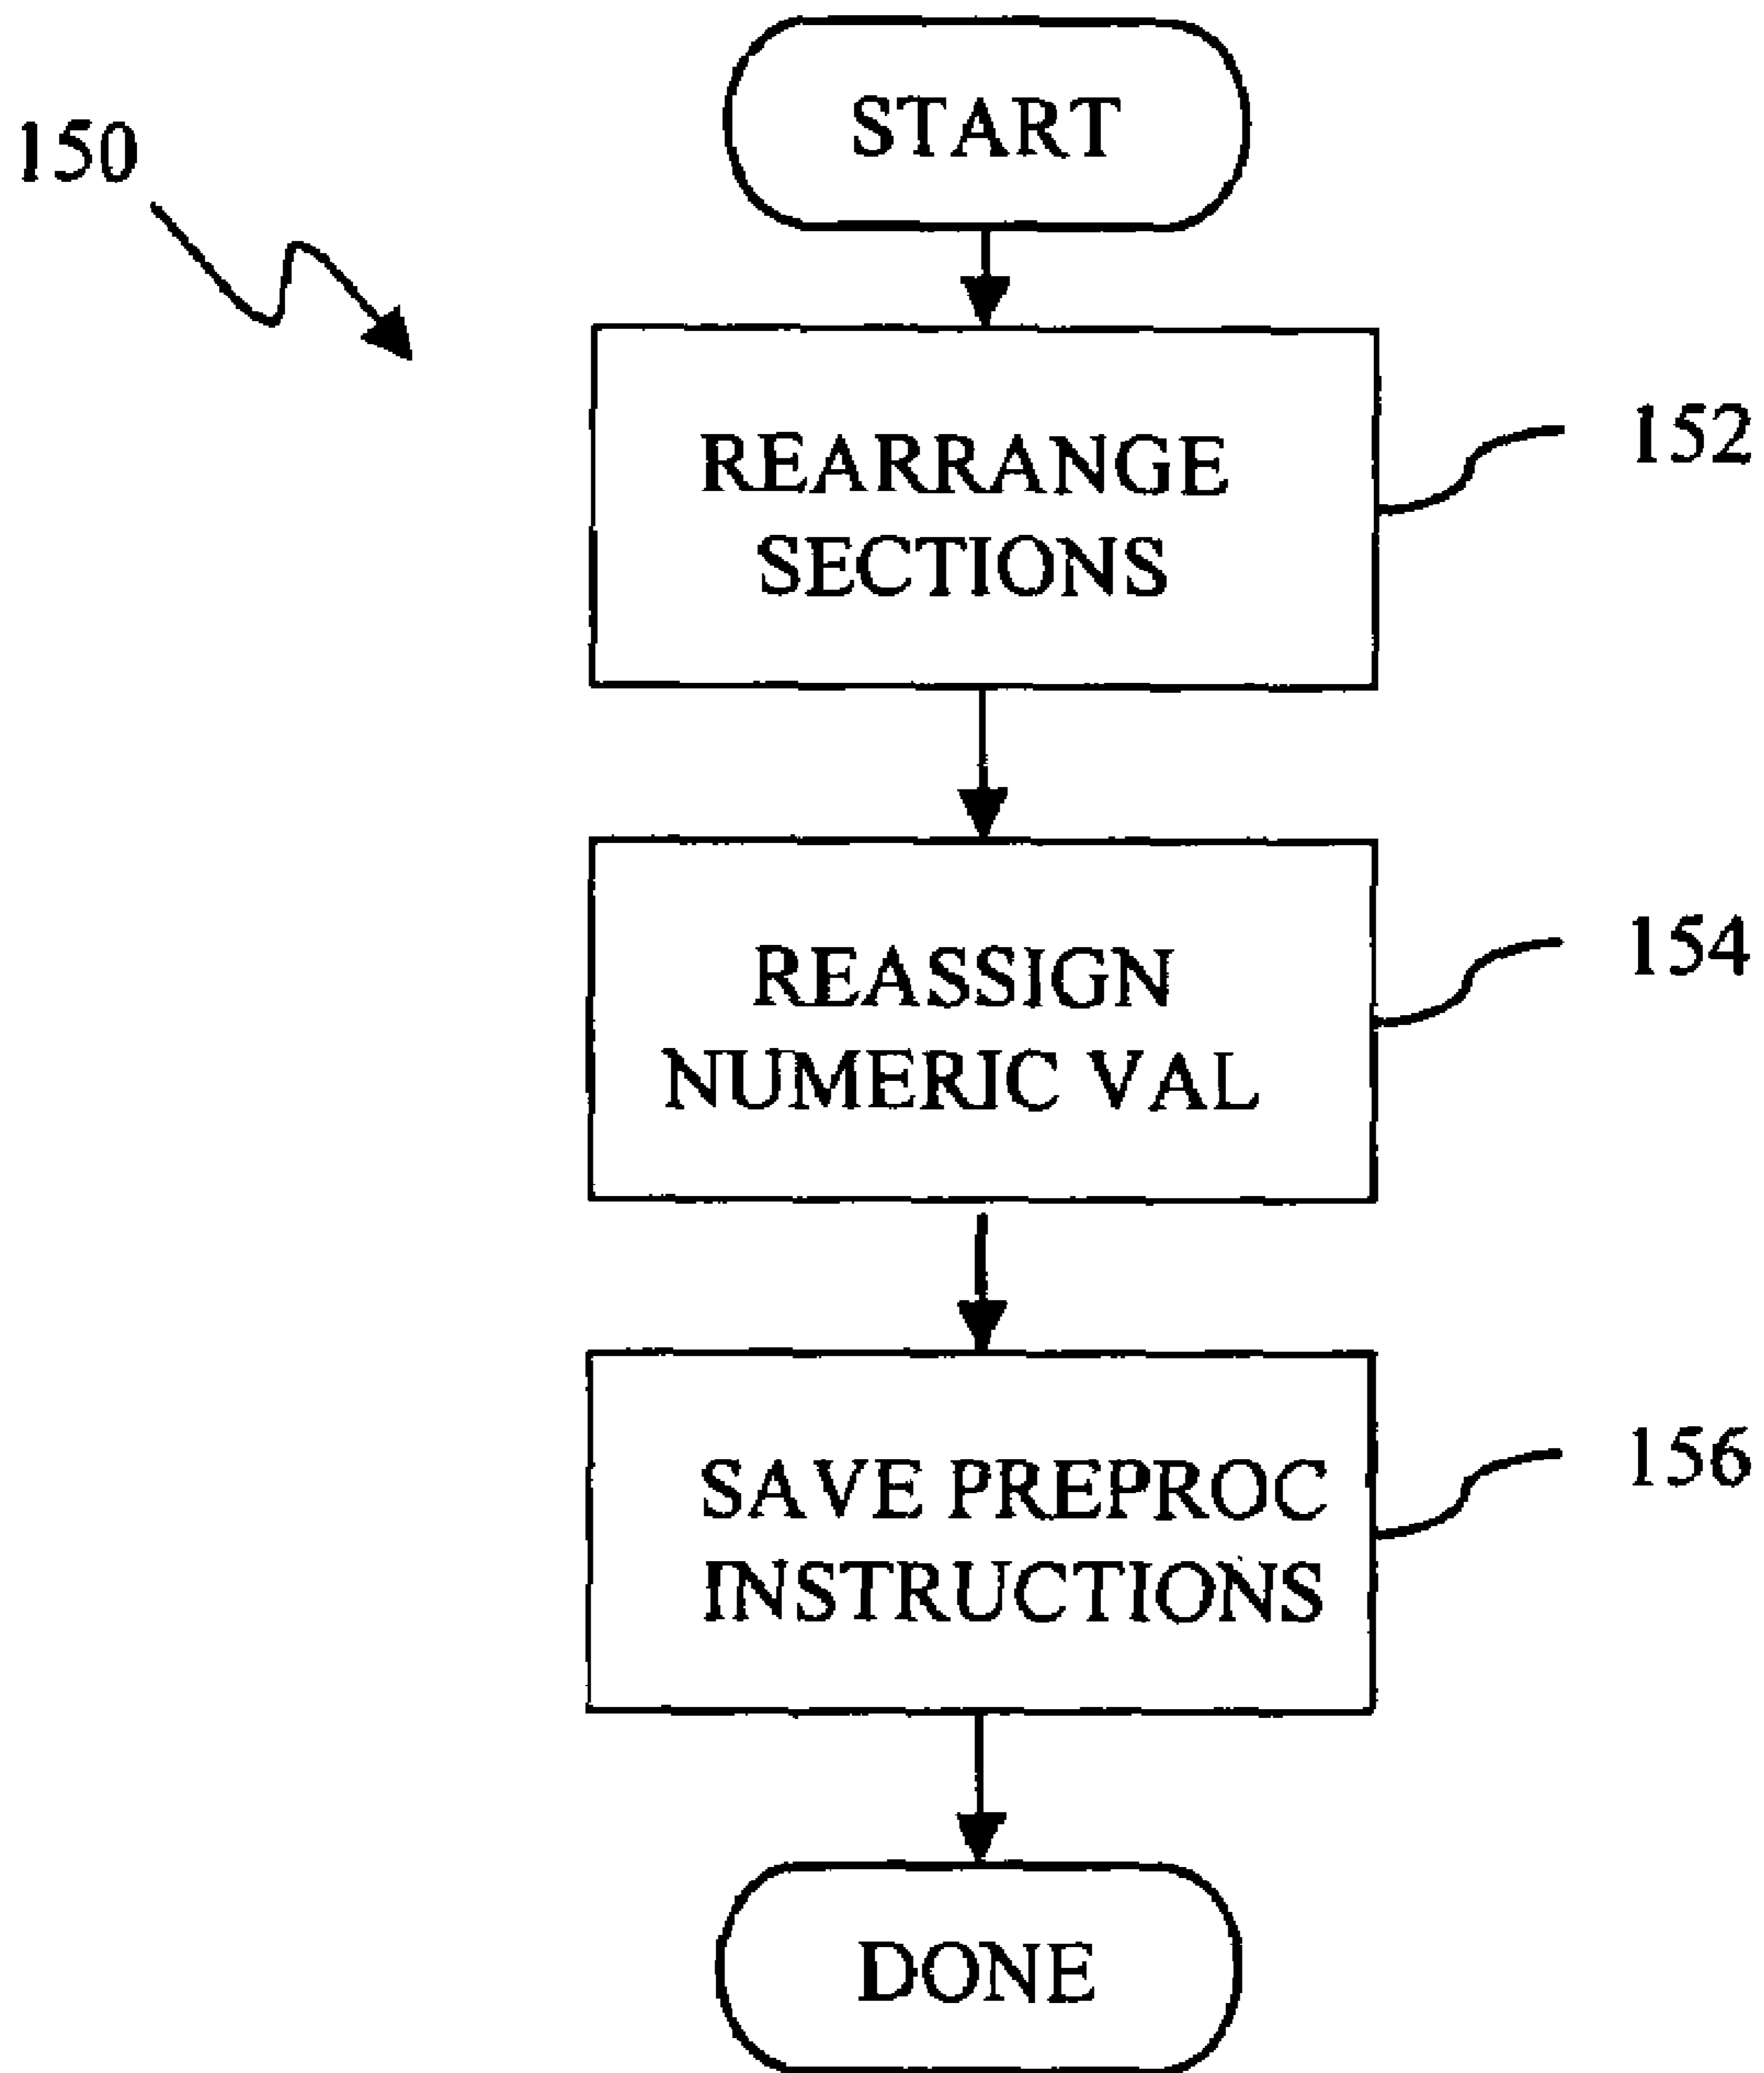 START
150
REARRANGE
SECTIONS
152
REASSIGN
NUMERIC VAL
154
SAVE PREPROC
INSTRUCTIONS
156
DONE